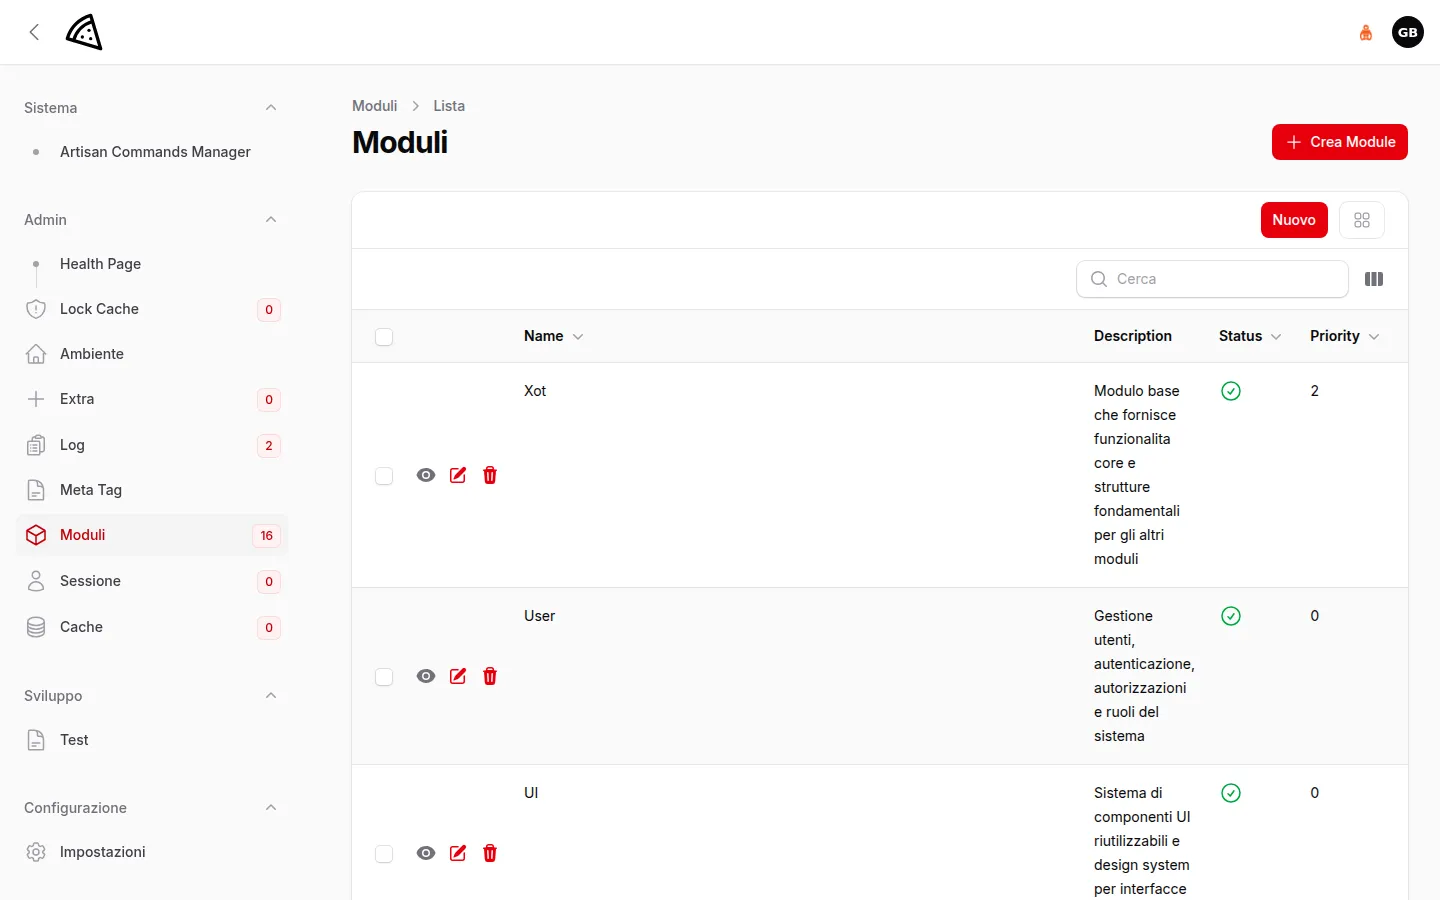 GB
Sistema
Artisan Commands Manager
Admin
Health Page
Lock Cache 0
Ambiente
Extra 0
Log 2
Meta Tag
Moduli 16
Sessione 0
Cache 0
Sviluppo
Test
Configurazione
Impostazioni
Moduli Lista
Moduli
Crea Module
Nuovo
Cerca
Name Description Status Priority
Xot
Modulo base
che fornisce
funzionalita
core e
strutture
fondamentali
per gli altri
moduli
2
User
Gestione
utenti,
autenticazione,
autorizzazioni
e ruoli del
sistema
0
UI
Sistema di
componenti UI
riutilizzabili e
design system
per interfacce
0